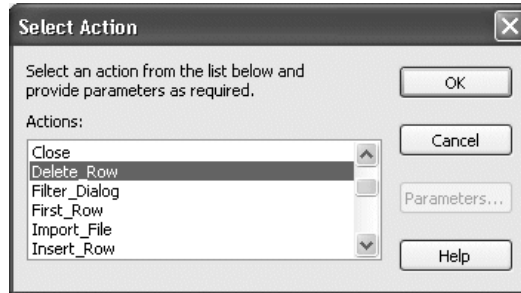 Select Action
Select an action from the list below and
provide parameters as required.
OK
Actions:
Cancel
Close
Delete_Row
Filter_Dialog
First_Row
Import_File
Insert_Row
Parameters...
Help